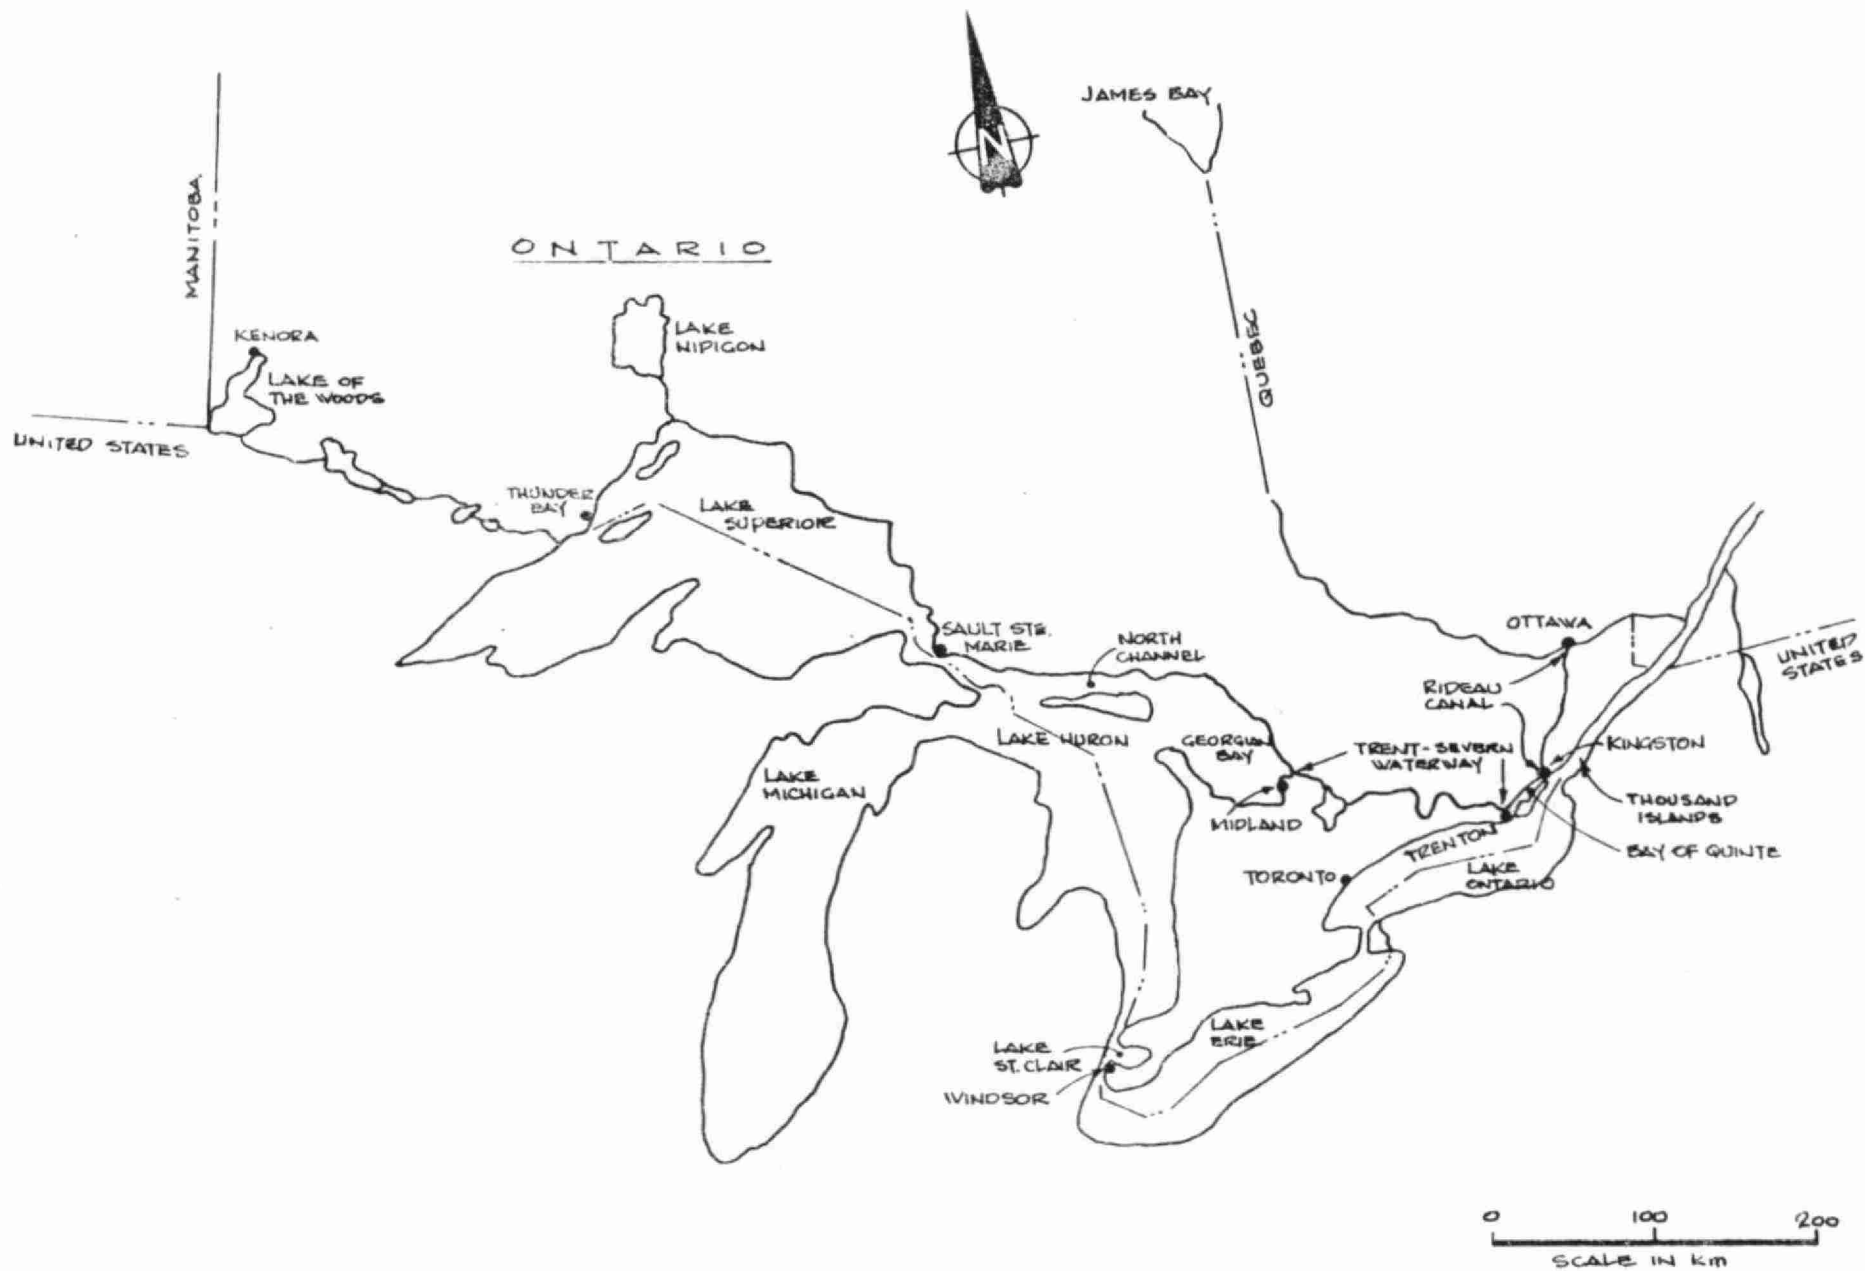 JAMES BAY
N
MANITOBA
ONTARIO
KENORA
LAKE
NIPIGON
QUEBEC
LAKE OF
THE WOODS
UNITED STATES
THUNDER
BAY
LAKE
SUPERIOR
SAULT STE.
MARIE
NORTH
CHANNEL
OTTAWA
UNITED
STATES
RIDEAU
CANAL
LAKE HURON
GEORGIAN
BAY
TRENT-SEVERN
WATERWAY
KINGSTON
LAKE
MICHIGAN
MIDLAND
THOUSAND
ISLANDS
TRENTON
BAY OF QUINTE
TORONTO
LAKE
ONTARIO
LAKE
ERIE
LAKE
ST. CLAIR
WINDSOR
0 100 200
SCALE IN Km